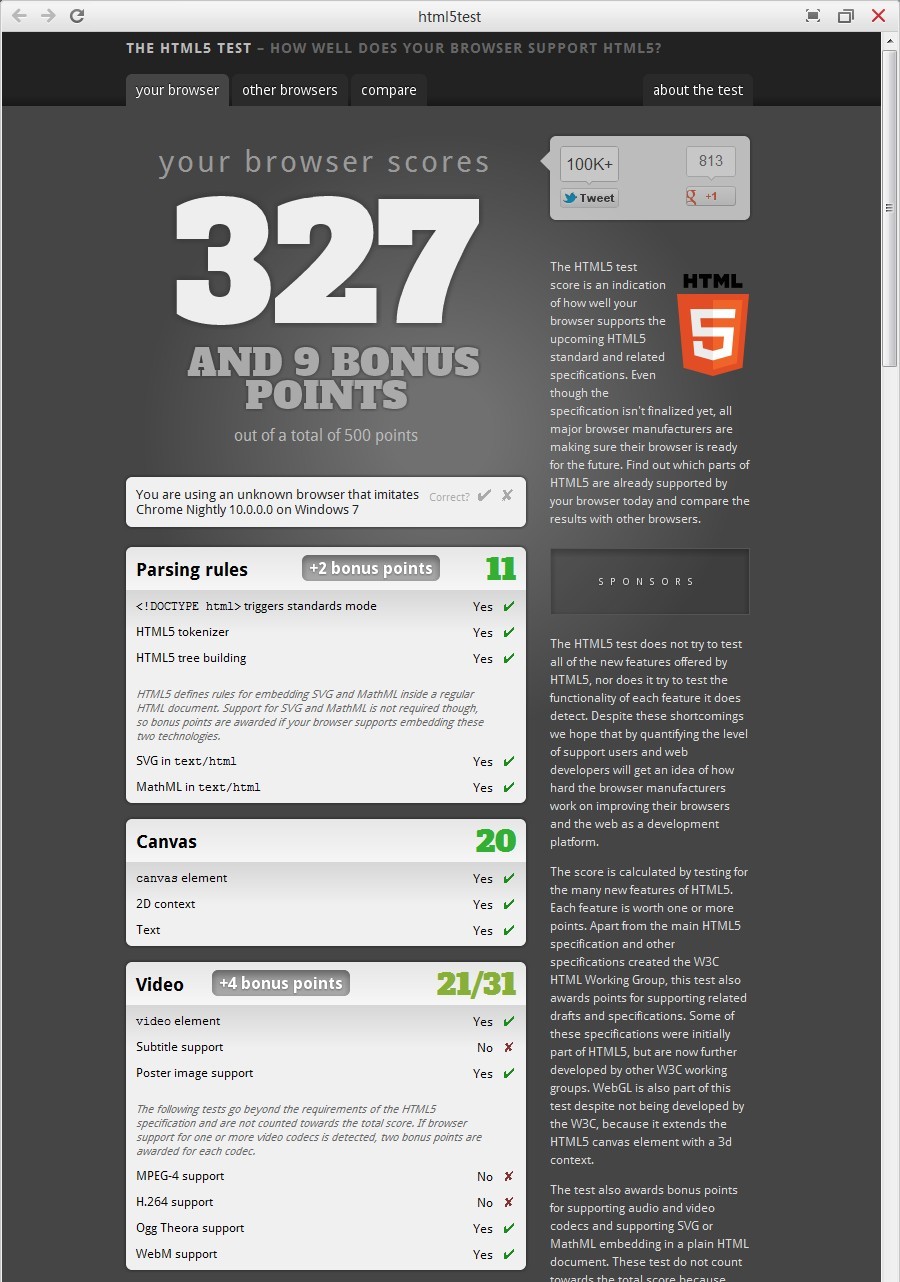 html5test
THE HTML5 TEST – HOW WELL DOES YOUR BROWSER SUPPORT HTML5?
your browser
other browsers
compare
about the test
your browser scores
327
AND 9 BONUS
POINTS
out of a total of 500 points
You are using an unknown browser that imitates
Chrome Nightly 10.0.0.0 on Windows 7
Correct? ✔ ✘
Parsing rules +2 bonus points 11
<!DOCTYPE html> triggers standards mode Yes ✔
HTML5 tokenizer Yes ✔
HTML5 tree building Yes ✔
HTML5 defines rules for embedding SVG and MathML inside a regular
HTML document. Support for SVG and MathML is not required though,
so bonus points are awarded if your browser supports embedding these
two technologies.
SVG in text/html Yes ✔
MathML in text/html Yes ✔
Canvas 20
canvas element Yes ✔
2D context Yes ✔
Text Yes ✔
Video +4 bonus points 21/31
video element Yes ✔
Subtitle support No ✘
Poster image support Yes ✔
The following tests go beyond the requirements of the HTML5
specification and are not counted towards the total score. If browser
support for one or more video codecs is detected, two bonus points are
awarded for each codec.
MPEG-4 support No ✘
H.264 support No ✘
Ogg Theora support Yes ✔
WebM support Yes ✔
100K+
Tweet
813
g +1
The HTML5 test
score is an indication
of how well your
browser supports the
upcoming HTML5
standard and related
specifications. Even
though the
specification isn't finalized yet, all
major browser manufacturers are
making sure their browser is ready
for the future. Find out which parts of
HTML5 are already supported by
your browser today and compare the
results with other browsers.
HTML
5
SPONSORS
The HTML5 test does not try to test
all of the new features offered by
HTML5, nor does it try to test the
functionality of each feature it does
detect. Despite these shortcomings
we hope that by quantifying the level
of support users and web
developers will get an idea of how
hard the browser manufacturers
work on improving their browsers
and the web as a development
platform.
The score is calculated by testing for
the many new features of HTML5.
Each feature is worth one or more
points. Apart from the main HTML5
specification and other
specifications created the W3C
HTML Working Group, this test also
awards points for supporting related
drafts and specifications. Some of
these specifications were initially
part of HTML5, but are now further
developed by other W3C working
groups. WebGL is also part of this
test despite not being developed by
the W3C, because it extends the
HTML5 canvas element with a 3d
context.
The test also awards bonus points
for supporting audio and video
codecs and supporting SVG or
MathML embedding in a plain HTML
document. These test do not count
towards the total score because